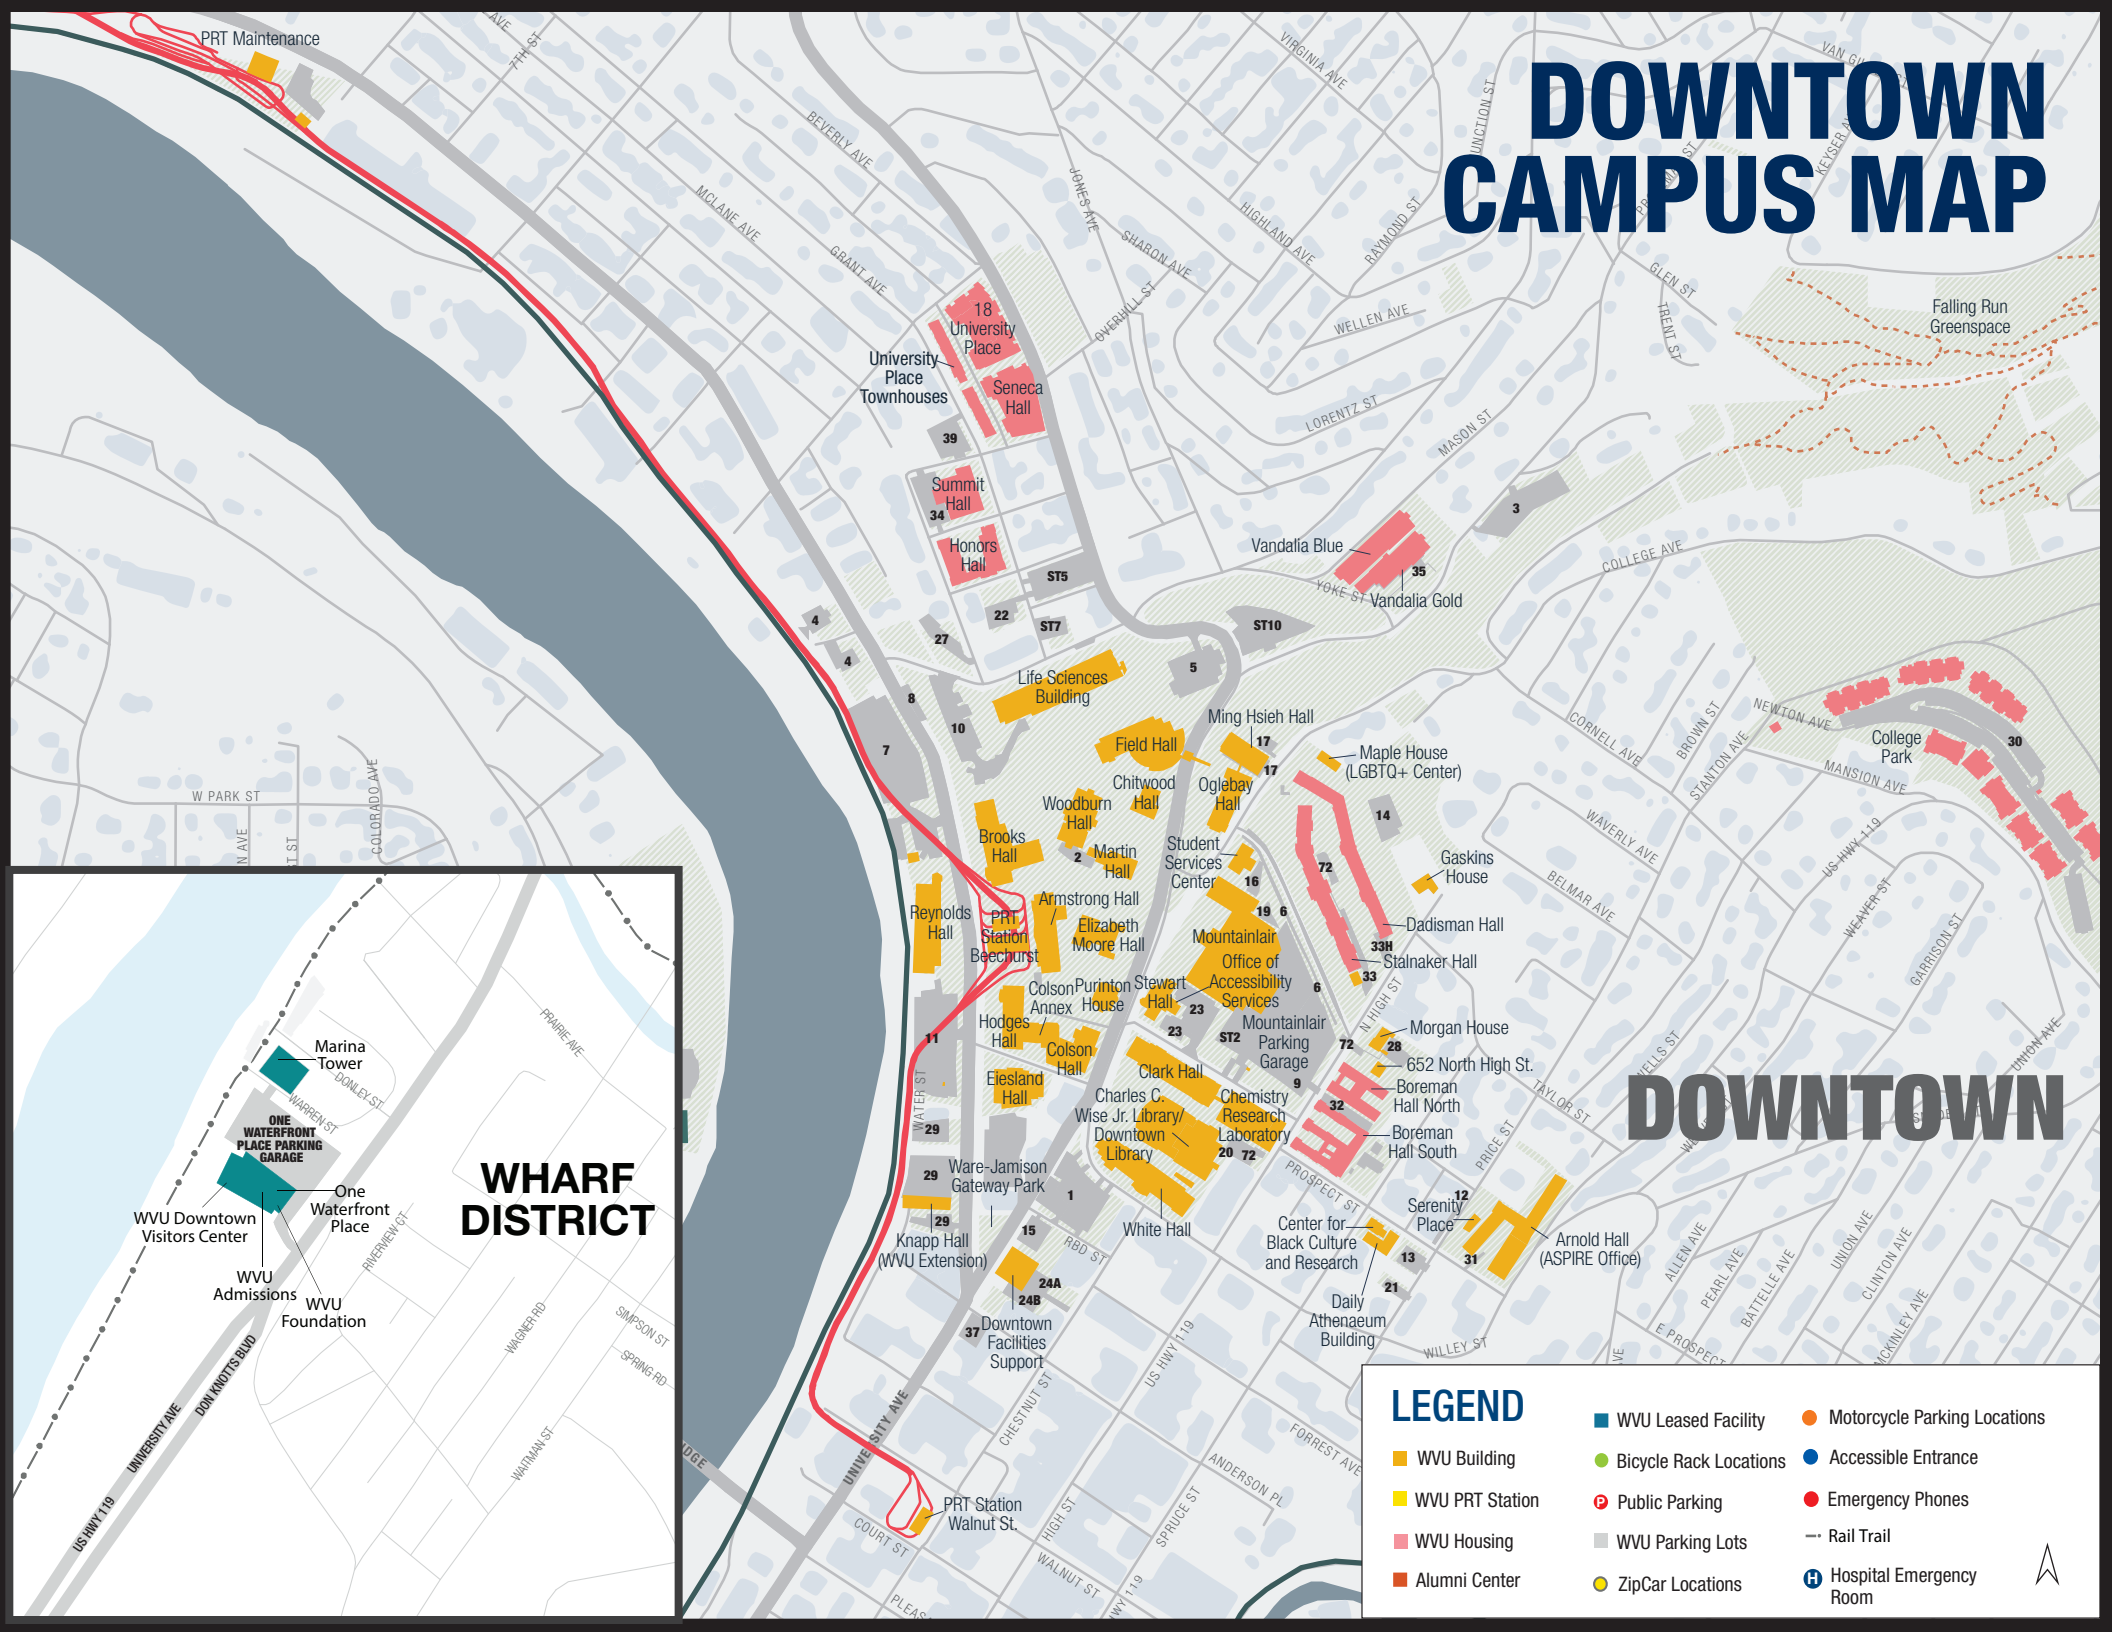 DOWNTOWN
CAMPUS MAP
PRT Maintenance
AVE
7TH ST
BEVERLY AVE
MCLANE AVE
GRANT AVE
JONES AVE
SHARON AVE
OVERHILL ST
VIRGINIA AVE
HIGHLAND AVE
RAYMOND ST
WELLEN AVE
LORENTZ ST
MASON ST
GLEN ST
TRENT ST
Falling Run
Greenspace
18
University
Place
University
Place
Townhouses
Seneca
Hall
39
Summit
Hall
34
Honors
Hall
ST5
22
ST7
27
4
4
Vandalia Blue
35
YOKE ST
Vandalia Gold
3
COLLEGE AVE
ST10
5
Life Sciences
Building
8
10
7
Field Hall
Ming Hsieh Hall
17
17
Maple House
(LGBTQ+ Center)
Chitwood
Hall
Oglebay
Hall
Woodburn
Hall
14
Brooks
Hall
2
Martin
Hall
Student
Services
Center
16
72
Gaskins
House
CORNELL AVE
BROWN ST
STANTON AVE
NEWTON AVE
College
Park
30
MANSION AVE
WAVERLY AVE
US HWY 119
BELMAR AVE
WEAVER ST
GARRISON ST
UNION AVE
W PARK ST
COLORADO AVE
N AVE
Reynolds
Hall
PRT
Station
Beechurst
Armstrong Hall
Elizabeth
Moore Hall
19
6
Mountainlair
Dadisman Hall
33H
Stalnaker Hall
33
Office of
Accessibility
Services
6
Colson
Annex
Purinton
House
Stewart
Hall
23
23
ST2
Mountainlair
Parking
Garage
9
N HIGH ST
72
Morgan House
28
652 North High St.
Boreman
Hall North
32
Boreman
Hall South
11
Hodges
Hall
Colson
Hall
Eiesland
Hall
Clark Hall
Charles C.
Wise Jr. Library/
Downtown
Library
Chemistry
Research
Laboratory
20
72
WATER ST
29
29
29
Ware-Jamison
Gateway Park
1
15
Knapp Hall
(WVU Extension)
White Hall
RBD ST
24A
24B
37
Downtown
Facilities
Support
PROSPECT ST
Center for
Black Culture
and Research
13
21
Daily
Athenaeum
Building
12
Serenity
Place
31
Arnold Hall
(ASPIRE Office)
TAYLOR ST
PRICE ST
WELLS ST
DOWNTOWN
ALLEN AVE
PEARL AVE
BATTELLE AVE
UNION AVE
CLINTON AVE
MCKINLEY AVE
E PROSPECT
WILLEY ST
US HWY 119
CHESTNUT ST
UNIVERSITY AVE
FORREST AVE
ANDERSON PL
HIGH ST
SPRUCE ST
WALNUT ST
COURT ST
PRT Station
Walnut St.
Marina
Tower
DONLEY ST
WARREN ST
ONE
WATERFRONT
PLACE PARKING
GARAGE
One
Waterfront
Place
WVU Downtown
Visitors Center
WVU
Admissions
WVU
Foundation
PRAIRIE AVE
WHARF
DISTRICT
RIVERVIEW CT
WAGNER RD
SIMPSON ST
SPRING RD
WAITMAN ST
DON KNOTTS BLVD
UNIVERSITY AVE
US HWY 119
LEGEND
WVU Building
WVU PRT Station
WVU Housing
Alumni Center
WVU Leased Facility
Bicycle Rack Locations
P Public Parking
WVU Parking Lots
ZipCar Locations
Motorcycle Parking Locations
Accessible Entrance
Emergency Phones
Rail Trail
H Hospital Emergency
Room